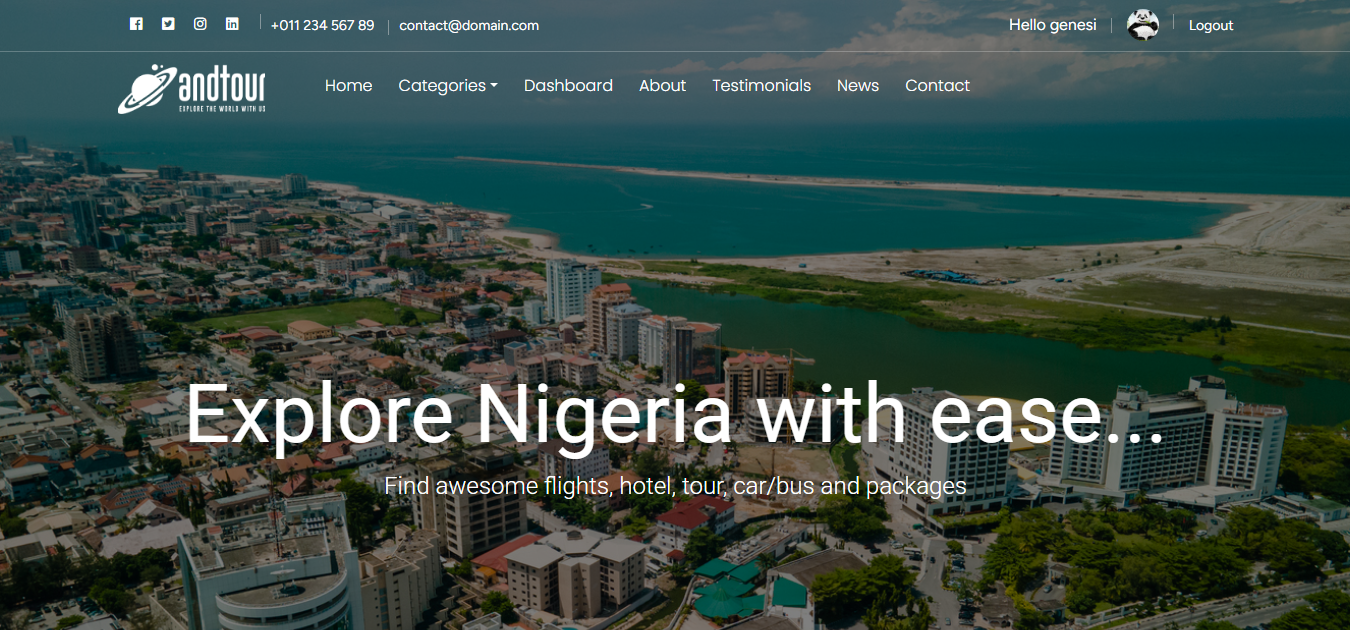 +011 234 567 89
contact@domain.com
Hello genesi
Logout
andtour
EXPLORE THE WORLD WITH US
Home
Categories
Dashboard
About
Testimonials
News
Contact
Explore Nigeria with ease...
Find awesome flights, hotel, tour, car/bus and packages